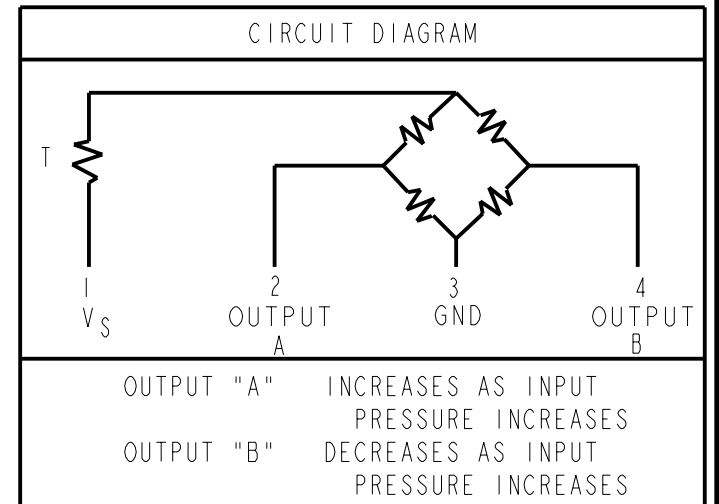 CIRCUIT DIAGRAM
T
1 2 3 4
VS OUTPUT GND OUTPUT
A B
OUTPUT "A" INCREASES AS INPUT
PRESSURE INCREASES
OUTPUT "B" DECREASES AS INPUT
PRESSURE INCREASES